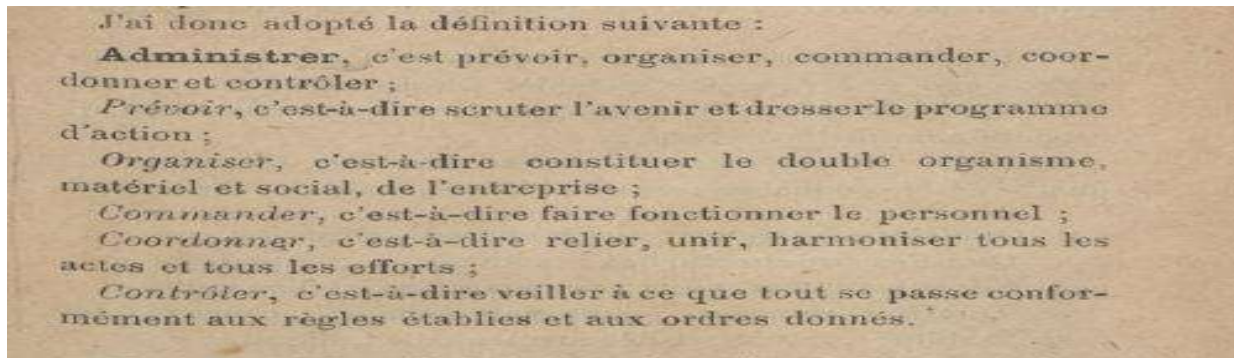 J'ai donc adopté la définition suivante :
Administrer, c'est prévoir, organiser, commander, coor-
donner et contrôler ;
Prévoir, c'est-à-dire scruter l'avenir et dresser le programme
d'action ;
Organiser, c'est-à-dire constituer le double organisme,
matériel et social, de l'entreprise ;
Commander, c'est-à-dire faire fonctionner le personnel ;
Coordonner, c'est-à-dire relier, unir, harmoniser tous les
actes et tous les efforts ;
Contrôler, c'est-à-dire veiller à ce que tout se passe confor-
mément aux règles établies et aux ordres donnés.